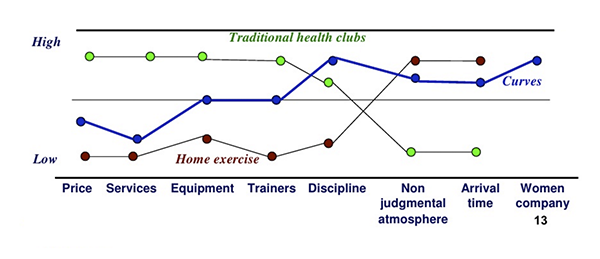 High
Traditional health clubs
Curves
Low
Home exercise
Price
Services
Equipment
Trainers
Discipline
Non
judgmental
atmosphere
Arrival
time
Women
company
13